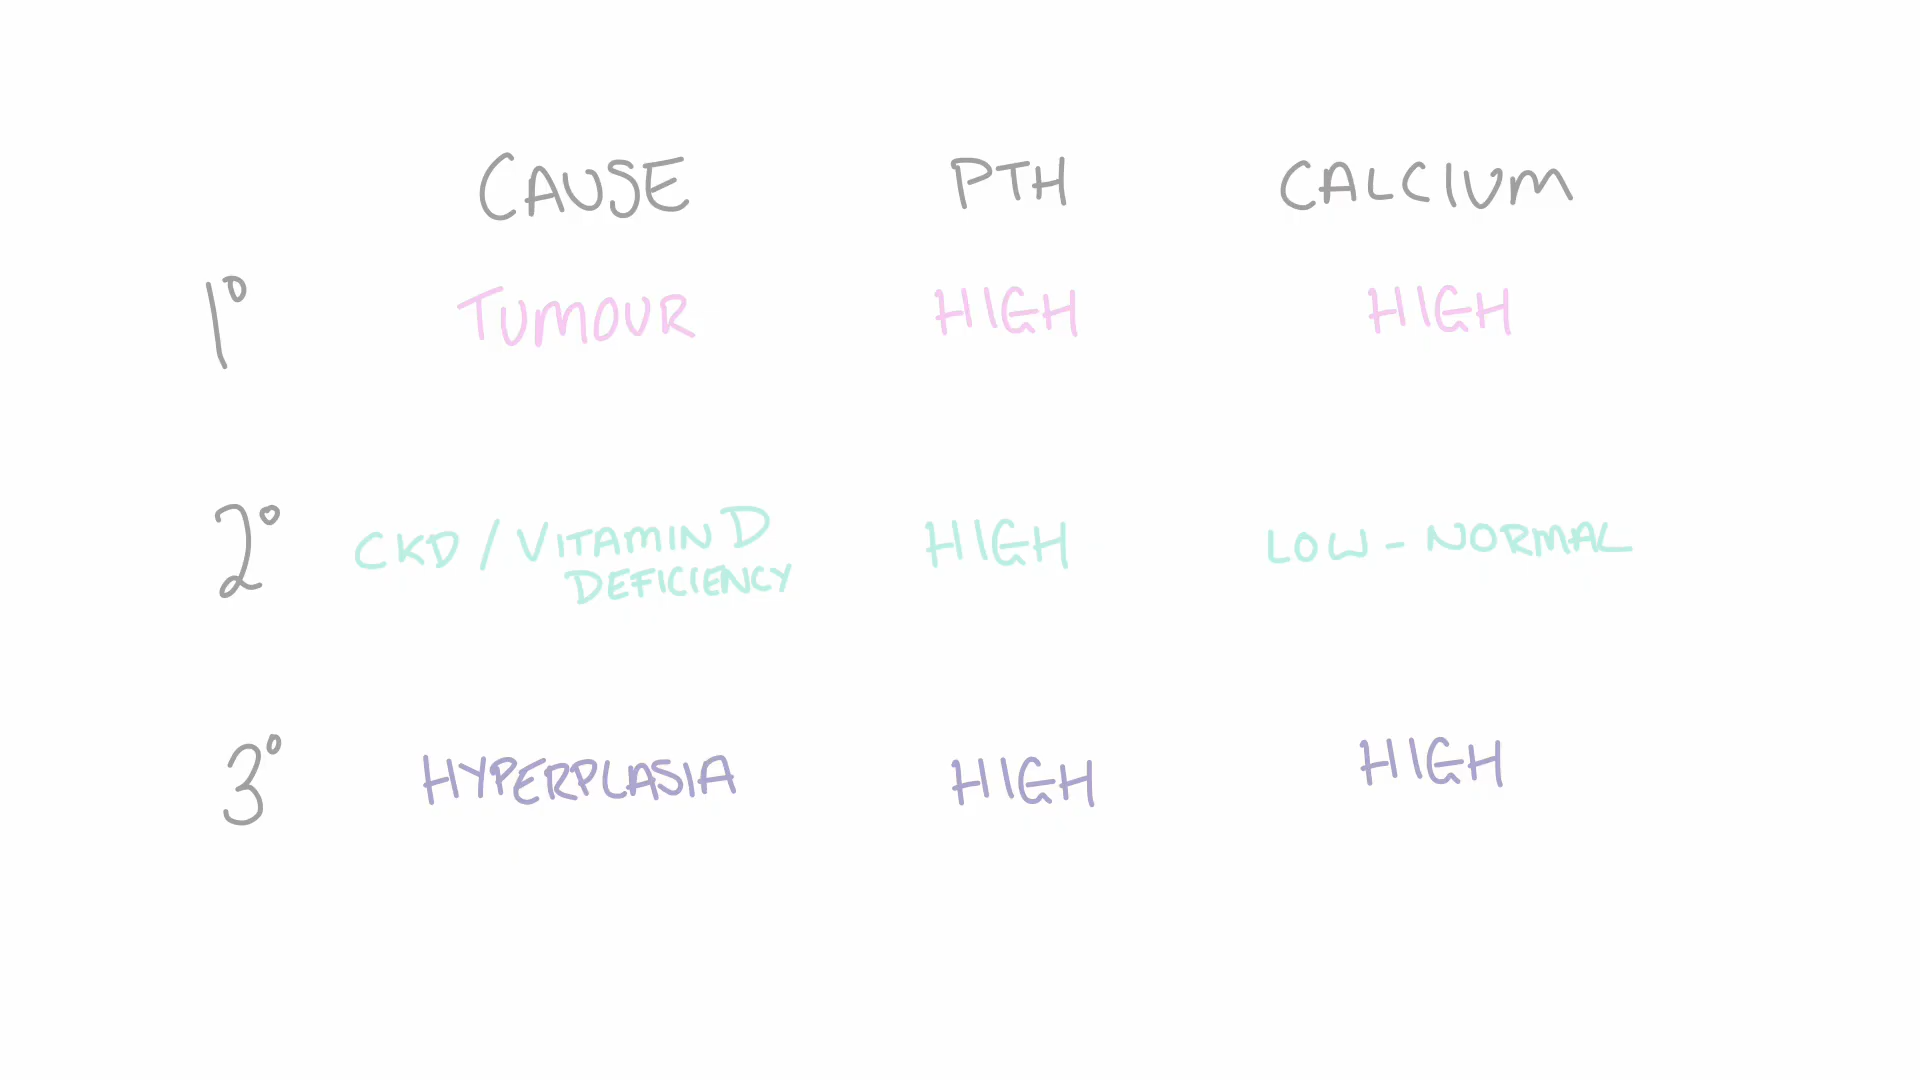 CAUSE PTH CALCIUM
1° TUMOUR HIGH HIGH
2° CKD / VITAMIN D HIGH LOW - NORMAL
DEFICIENCY
3° HYPERPLASIA HIGH HIGH